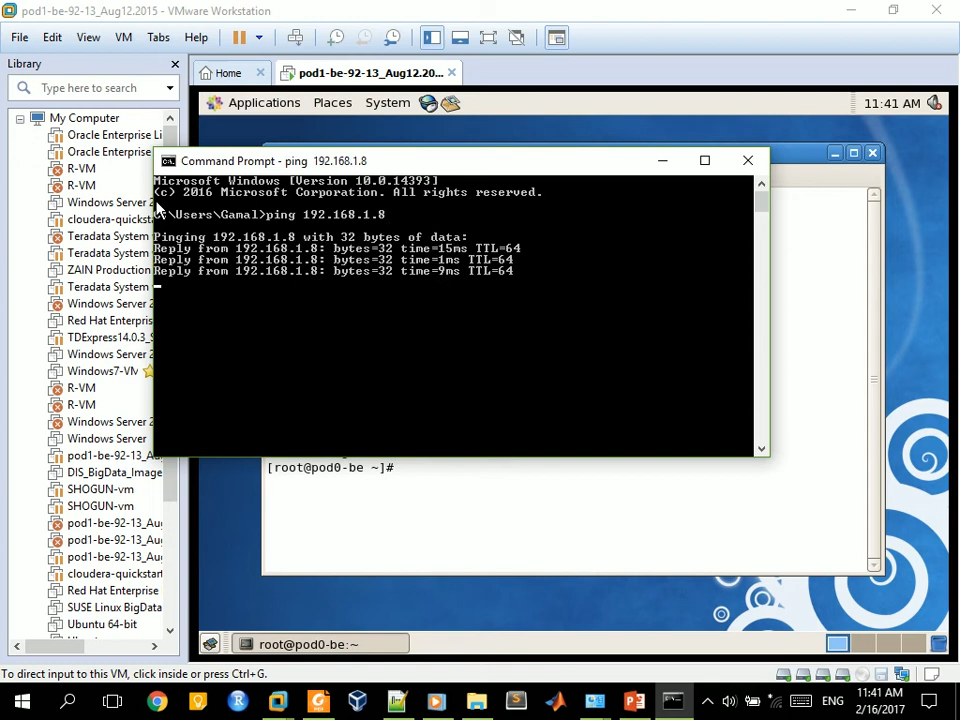 pod1-be-92-13_Aug12.2015 - VMware Workstation
File Edit View VM Tabs Help
Library
Home
pod1-be-92-13_Aug12.20...
Type here to search
My Computer
Oracle Enterprise Li
Oracle Enterprise
R-VM
R-VM
Windows Server 2
cloudera-quicksta
Teradata System
Teradata System
ZAIN Production
Teradata System
Windows Server 2
Red Hat Enterpris
TDExpress14.0.3_S
Windows Server 2
Windows7-VM
R-VM
R-VM
Windows Server 2
Windows Server
pod1-be-92-13_Au
DIS_BigData_Image
SHOGUN-vm
SHOGUN-vm
pod1-be-92-13_Au
pod1-be-92-13_Au
pod1-be-92-13_Au
cloudera-quickstart
Red Hat Enterprise
SUSE Linux BigData
Ubuntu 64-bit
Applications Places System
11:41 AM
Command Prompt - ping 192.168.1.8
Microsoft Windows [Version 10.0.14393]
(c) 2016 Microsoft Corporation. All rights reserved.
C:\Users\Gamal>ping 192.168.1.8
Pinging 192.168.1.8 with 32 bytes of data:
Reply from 192.168.1.8: bytes=32 time=15ms TTL=64
Reply from 192.168.1.8: bytes=32 time=1ms TTL=64
Reply from 192.168.1.8: bytes=32 time=9ms TTL=64
[root@pod0-be ~]#
root@pod0-be:~
To direct input to this VM, click inside or press Ctrl+G.
ENG
11:41 AM
2/16/2017